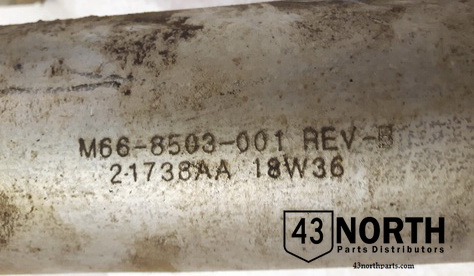 M66-8503-001 REV-B
21738AA 18W36
43 NORTH
Parts Distributors
43northparts.com